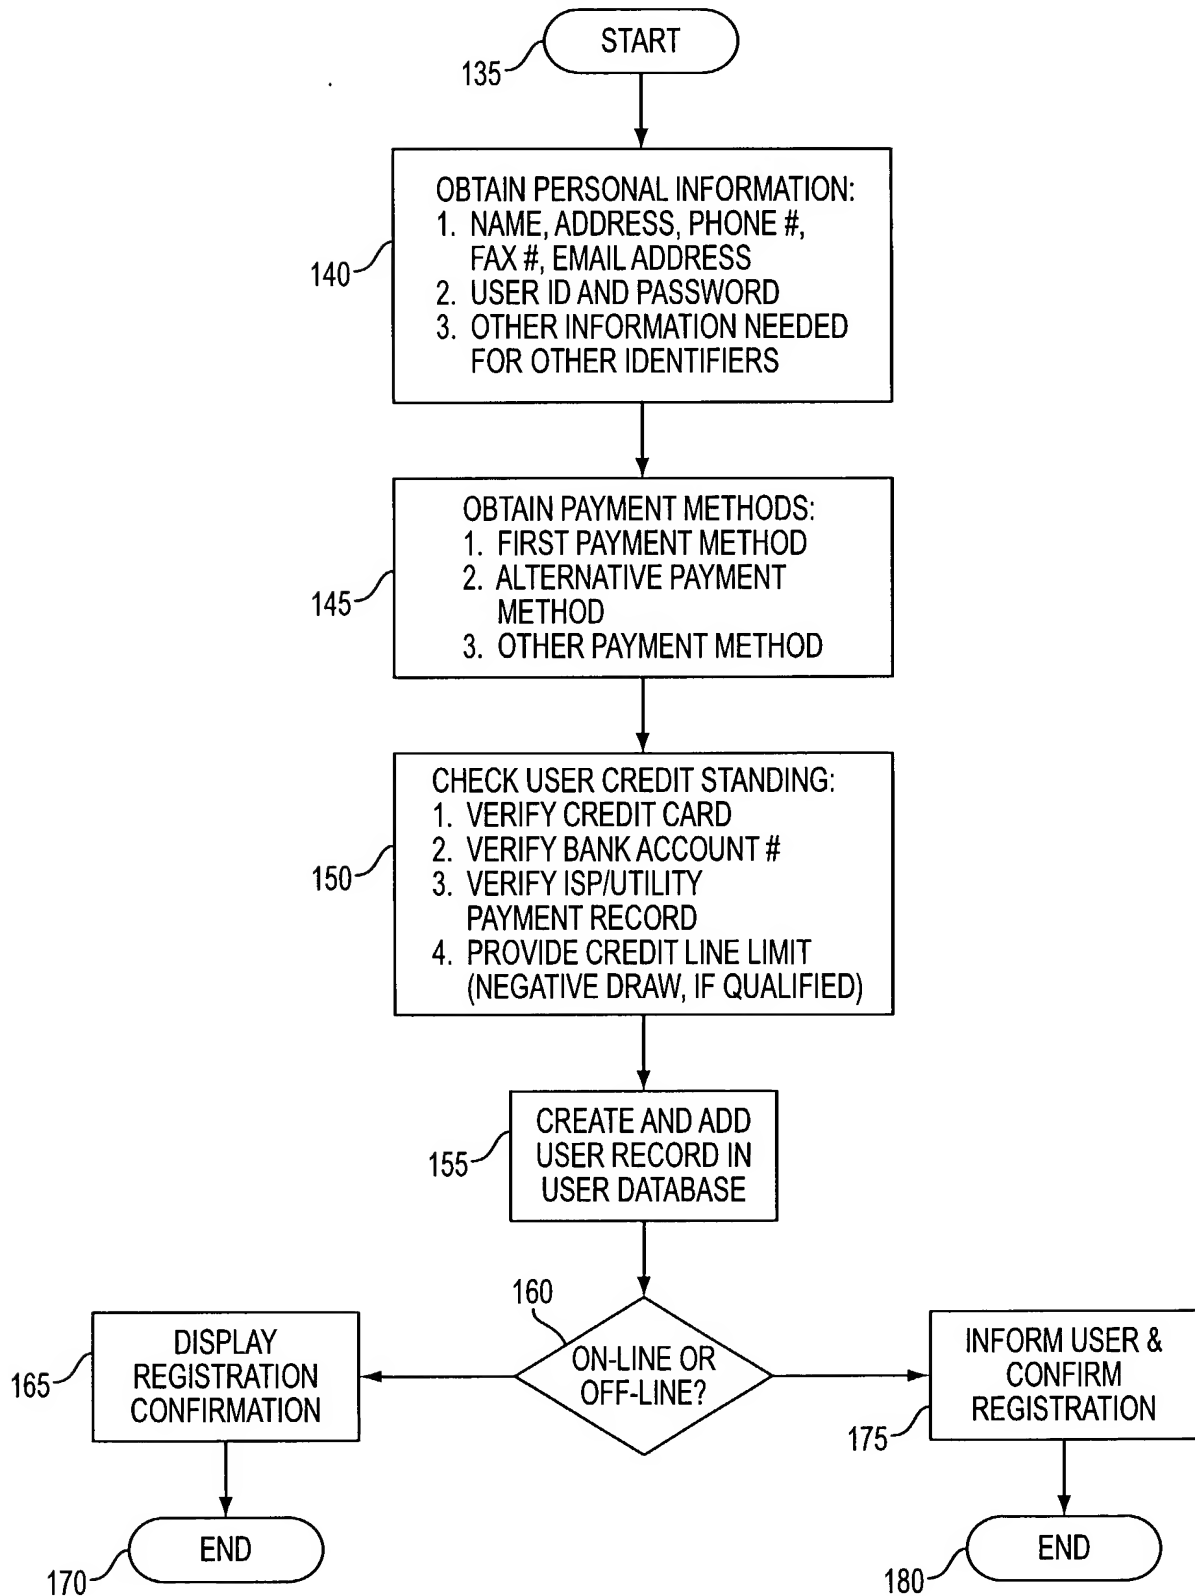 START
135
OBTAIN PERSONAL INFORMATION:
1. NAME, ADDRESS, PHONE #,
FAX #, EMAIL ADDRESS
2. USER ID AND PASSWORD
3. OTHER INFORMATION NEEDED
FOR OTHER IDENTIFIERS
140
OBTAIN PAYMENT METHODS:
1. FIRST PAYMENT METHOD
2. ALTERNATIVE PAYMENT
METHOD
3. OTHER PAYMENT METHOD
145
CHECK USER CREDIT STANDING:
1. VERIFY CREDIT CARD
2. VERIFY BANK ACCOUNT #
3. VERIFY ISP/UTILITY
PAYMENT RECORD
4. PROVIDE CREDIT LINE LIMIT
(NEGATIVE DRAW, IF QUALIFIED)
150
CREATE AND ADD
USER RECORD IN
USER DATABASE
155
160
ON-LINE OR
OFF-LINE?
DISPLAY
REGISTRATION
CONFIRMATION
165
INFORM USER &
CONFIRM
REGISTRATION
175
END
170
END
180